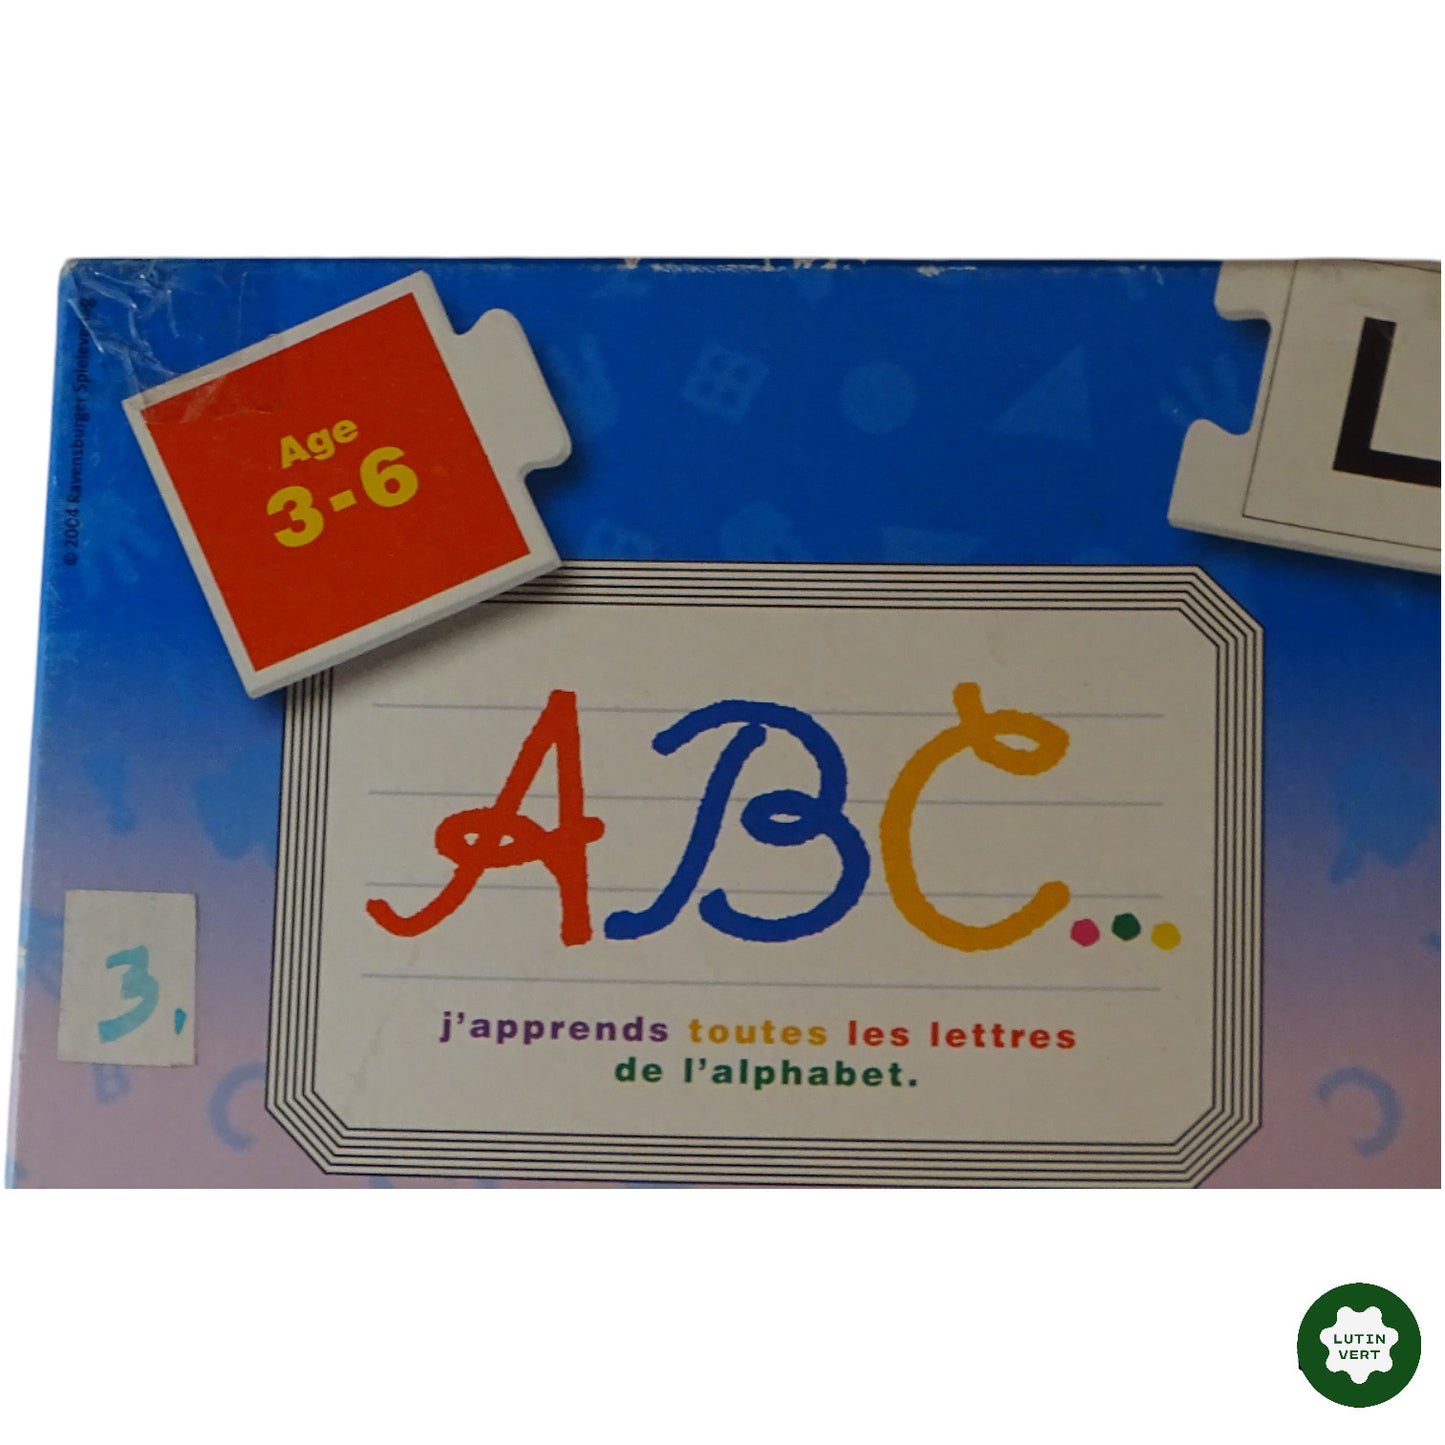 © 2004 Ravensburger Spieleverlag
Age
3-6
L
ABC...
j'apprends toutes les lettres
de l'alphabet.
3.
LUTIN
VERT